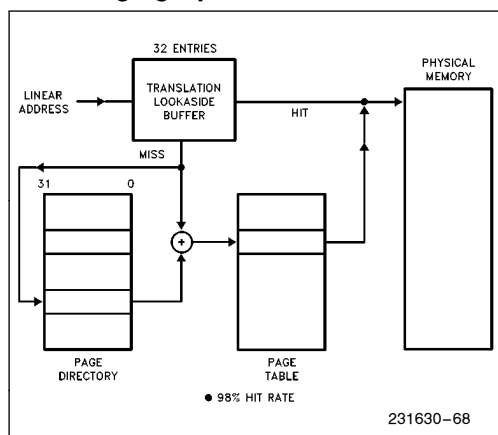 32 ENTRIES
PHYSICAL
MEMORY
LINEAR
ADDRESS
TRANSLATION
LOOKASIDE
BUFFER
HIT
MISS
31 0
+
PAGE
DIRECTORY
PAGE
TABLE
● 98% HIT RATE
231630–68